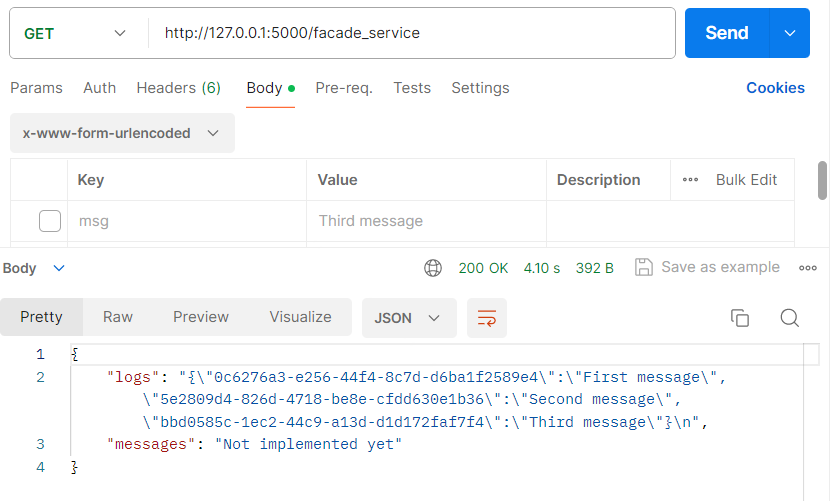 GET http://127.0.0.1:5000/facade_service Send
Params Auth Headers (6) Body Pre-req. Tests Settings Cookies
x-www-form-urlencoded
Key Value Description Bulk Edit
msg Third message
Body 200 OK 4.10 s 392 B Save as example
Pretty Raw Preview Visualize JSON
1 {
2 "logs": "{\"0c6276a3-e256-44f4-8c7d-d6ba1f2589e4\":\"First message\",
\"5e2809d4-826d-4718-be8e-cfdd630e1b36\":\"Second message\",
\"bbd0585c-1ec2-44c9-a13d-d1d172faf7f4\":\"Third message\"}\n",
3 "messages": "Not implemented yet"
4 }